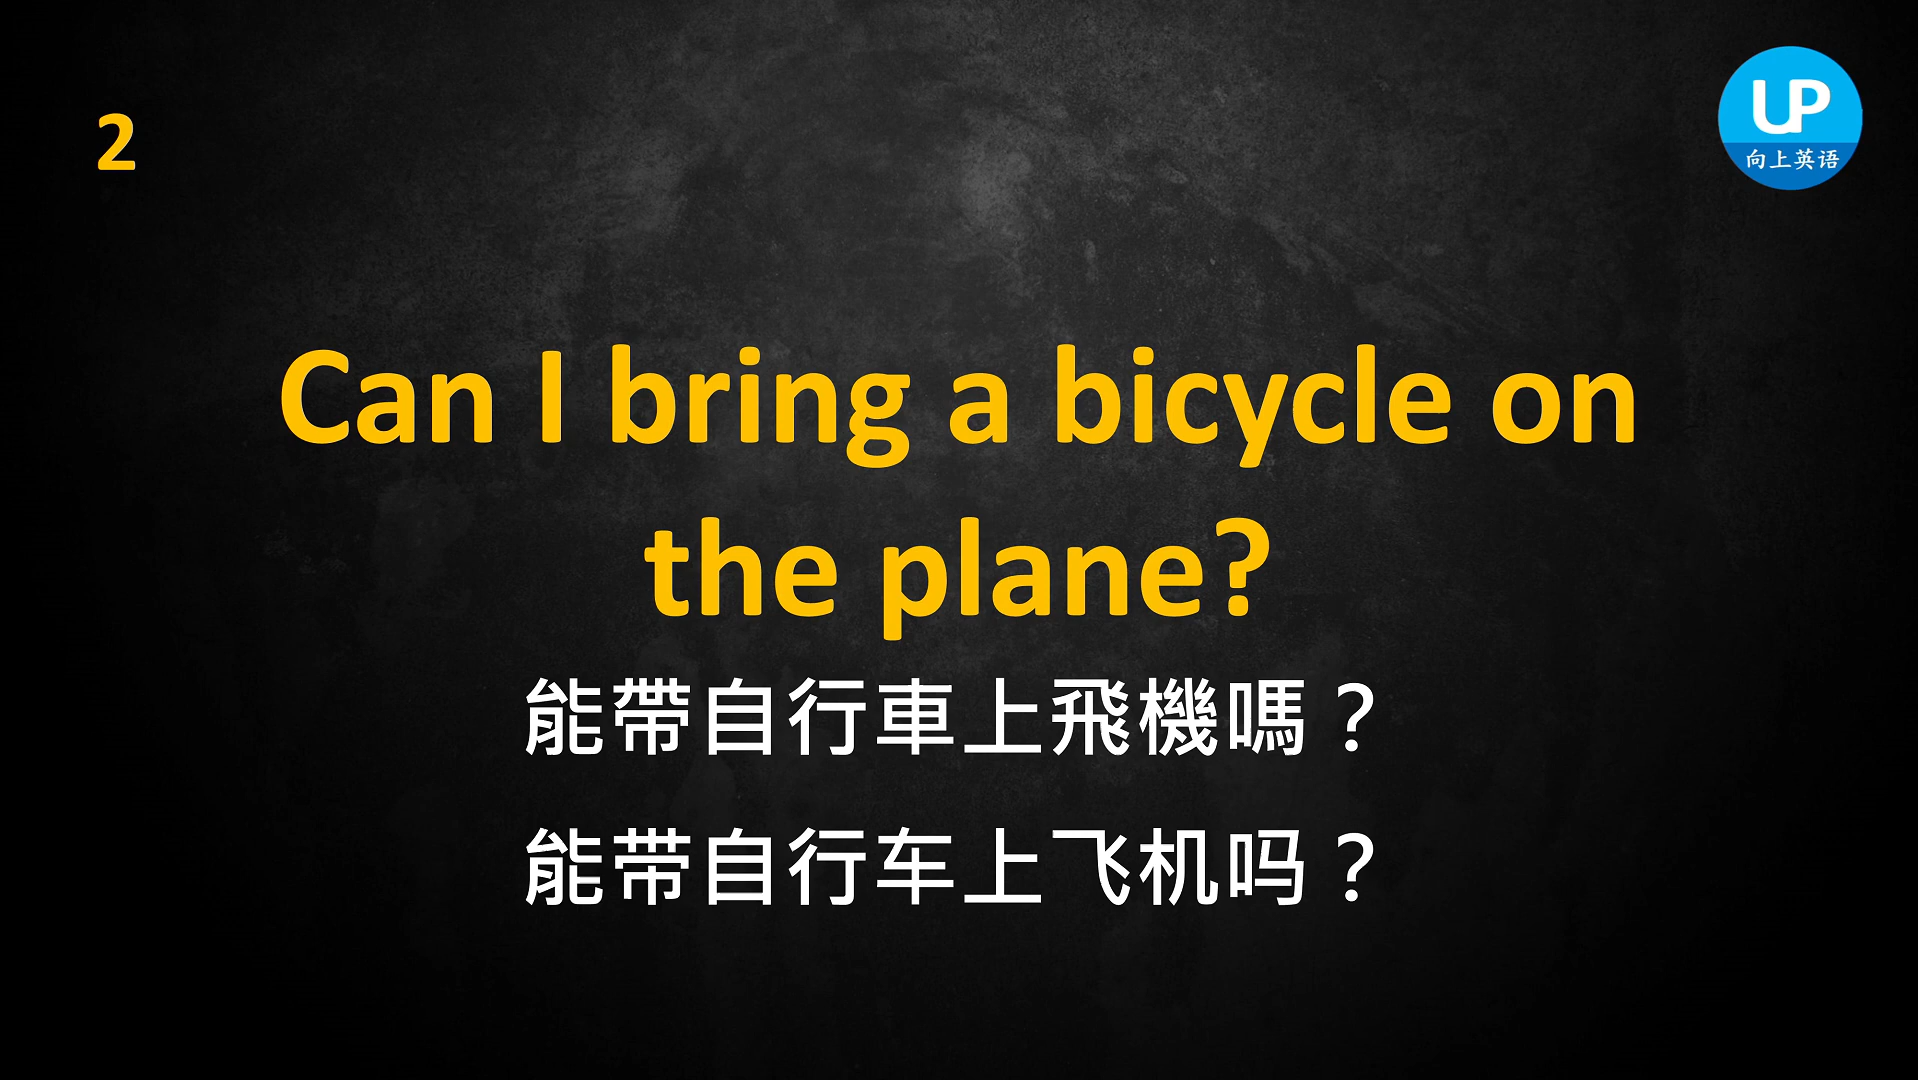 2
UP
向上英语
Can I bring a bicycle on
the plane?
能帶自行車上飛機嗎？
能带自行车上飞机吗？